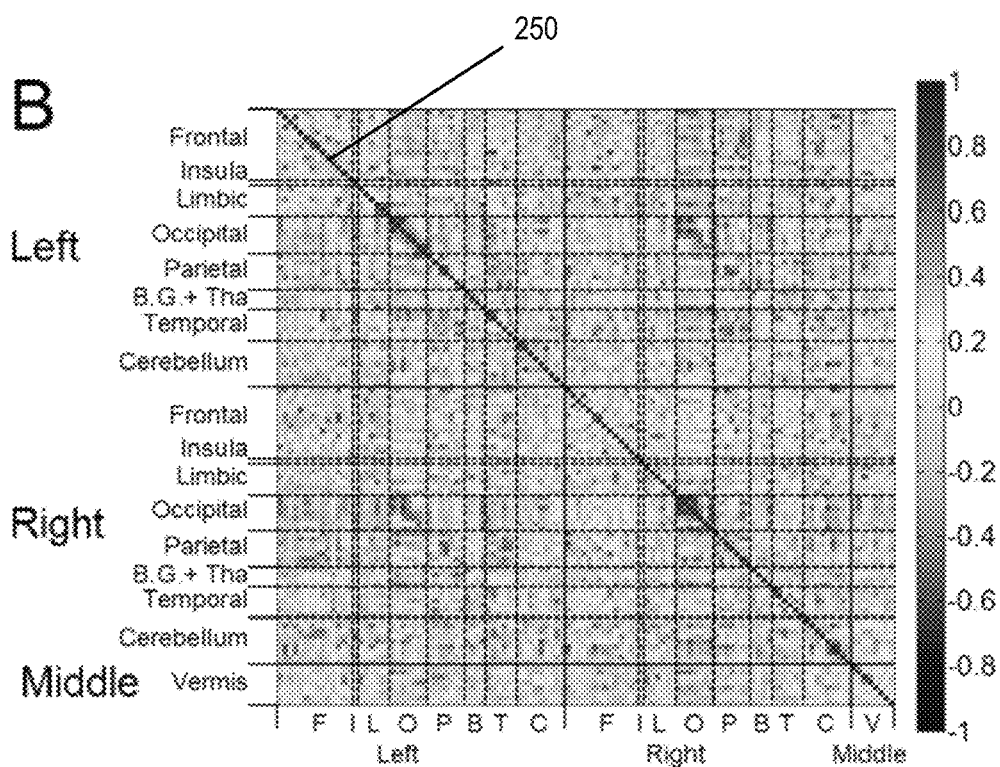 250
B
1
0.8
0.6
0.4
0.2
0
-0.2
-0.4
-0.6
-0.8
-1
Left
Frontal
Insula
Limbic
Occipital
Parietal
B.G.+ Tha
Temporal
Cerebellum
Right
Frontal
Insula
Limbic
Occipital
Parietal
B.G.+ Tha
Temporal
Cerebellum
Middle
Vermis
F I L O P B T C F I L O P B T C V
Left Right Middle